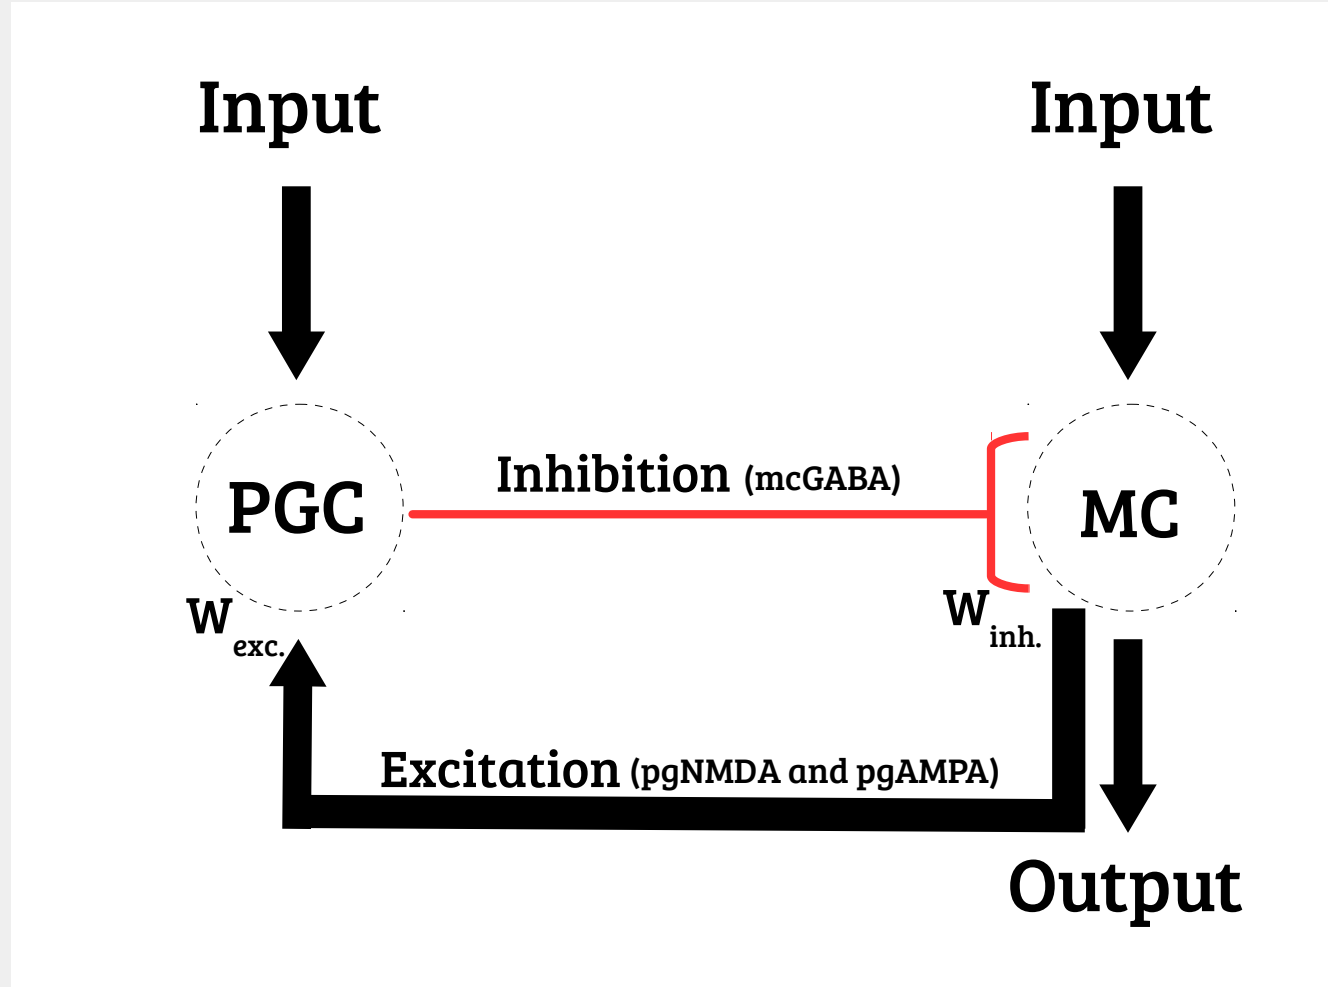 Input
Input
Inhibition (mcGABA)
PGC
MC
W exc.
W inh.
Excitation (pgNMDA and pgAMPA)
Output